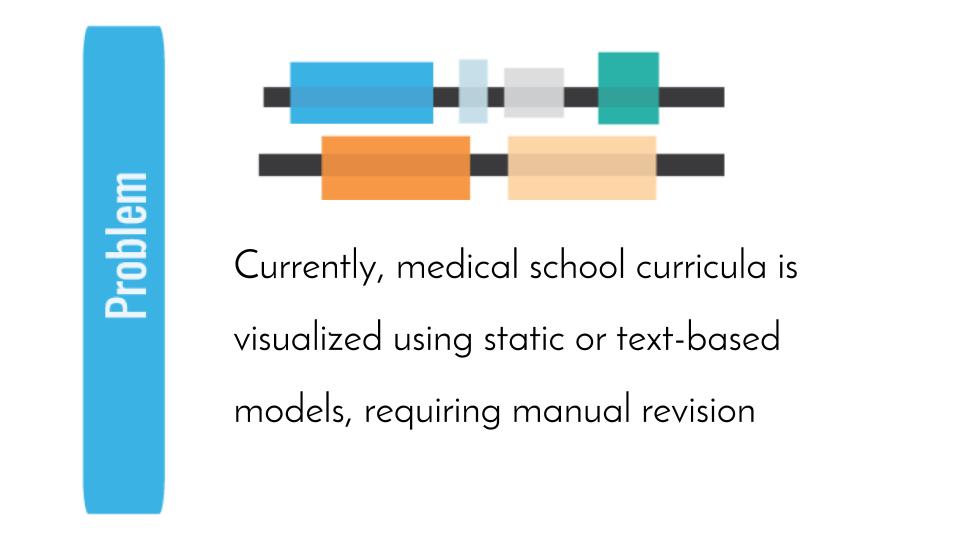 Problem
Currently, medical school curricula is
visualized using static or text-based
models, requiring manual revision